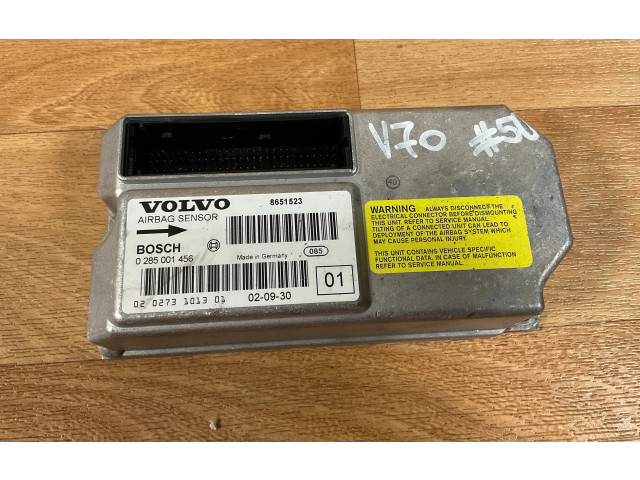 V70 #50
VOLVO 8651523
AIRBAG SENSOR
BOSCH Made in Germany 085
0 285 001 456
01
02 0273 1013 01 02-09-30
40
WARNING ALWAYS DISCONNECT THE
ELECTRICAL CONNECTOR BEFORE DISMOUNTING
THIS UNIT. REFER TO SERVICE MANUAL.
TILTING OF A CONNECTED UNIT CAN LEAD TO
DEPLOYMENT OF THE AIRBAG SYSTEM WHICH
MAY CAUSE PERSONAL INJURY.
THIS UNIT CONTAINS VEHICLE SPECIFIC
FUNCTIONAL DATA, IN CASE OF MALFUNCTION
REFER TO SERVICE MANUAL.